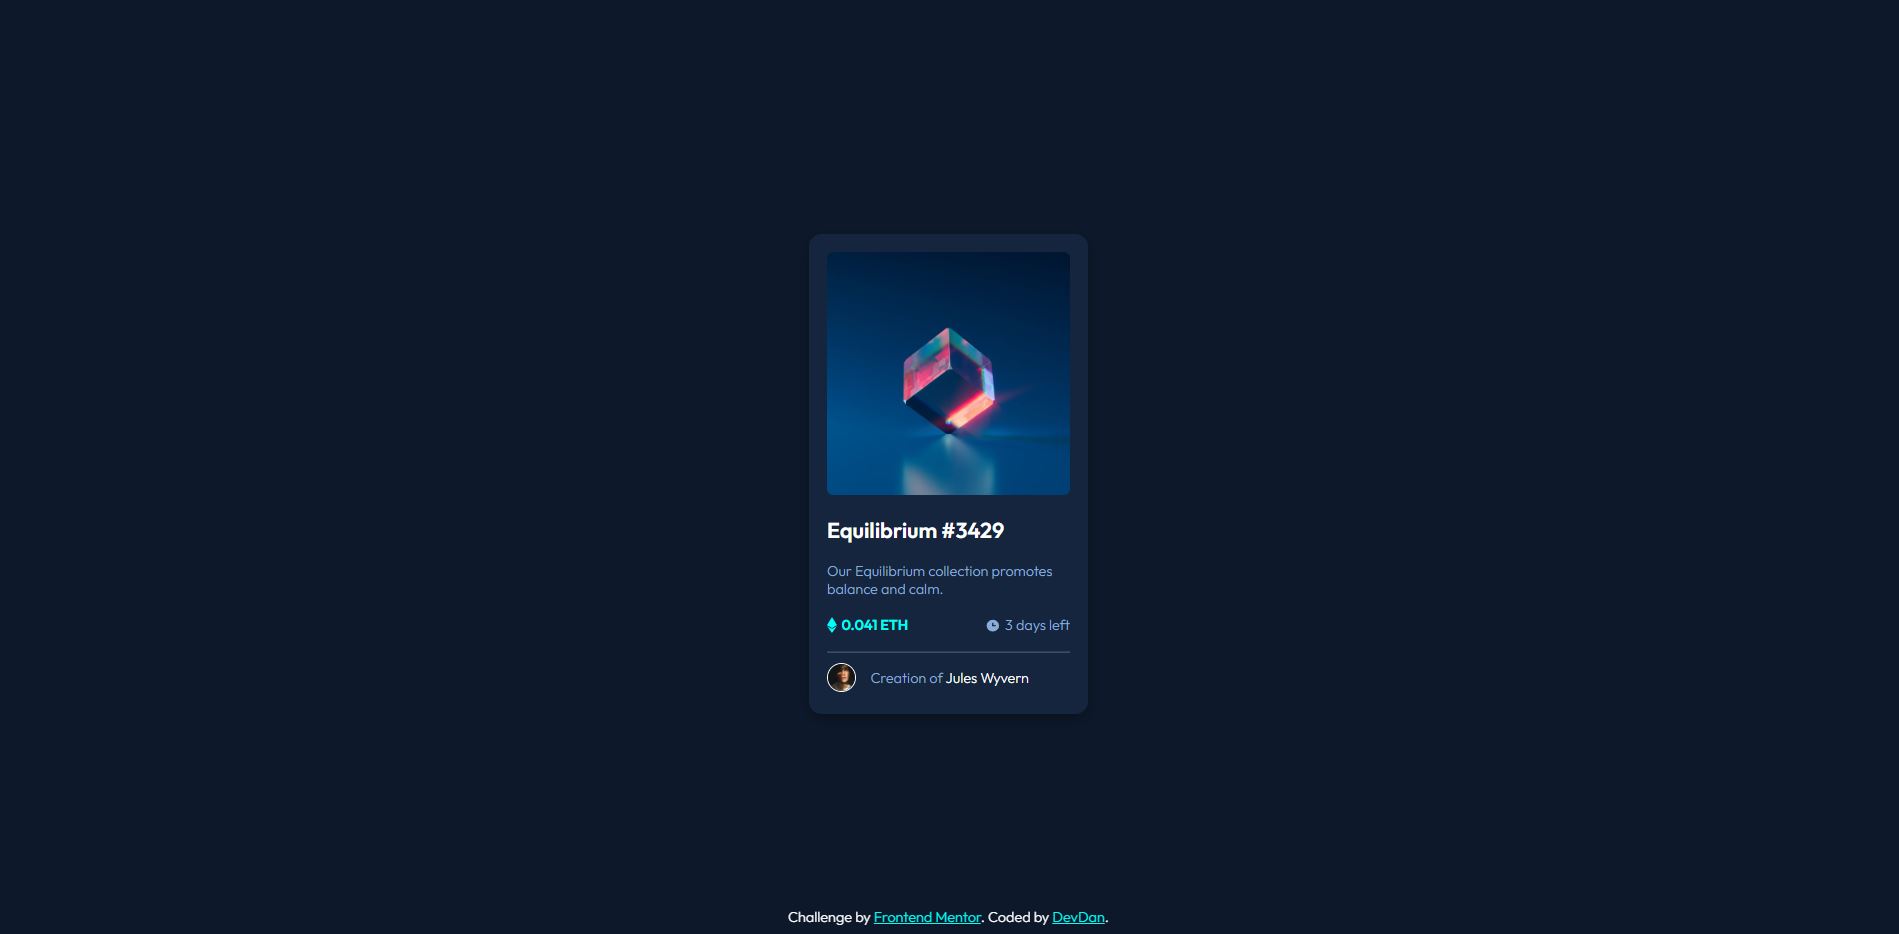 Equilibrium #3429
Our Equilibrium collection promotes
balance and calm.
0.041 ETH
3 days left
Creation of Jules Wyvern
Challenge by Frontend Mentor. Coded by DevDan.